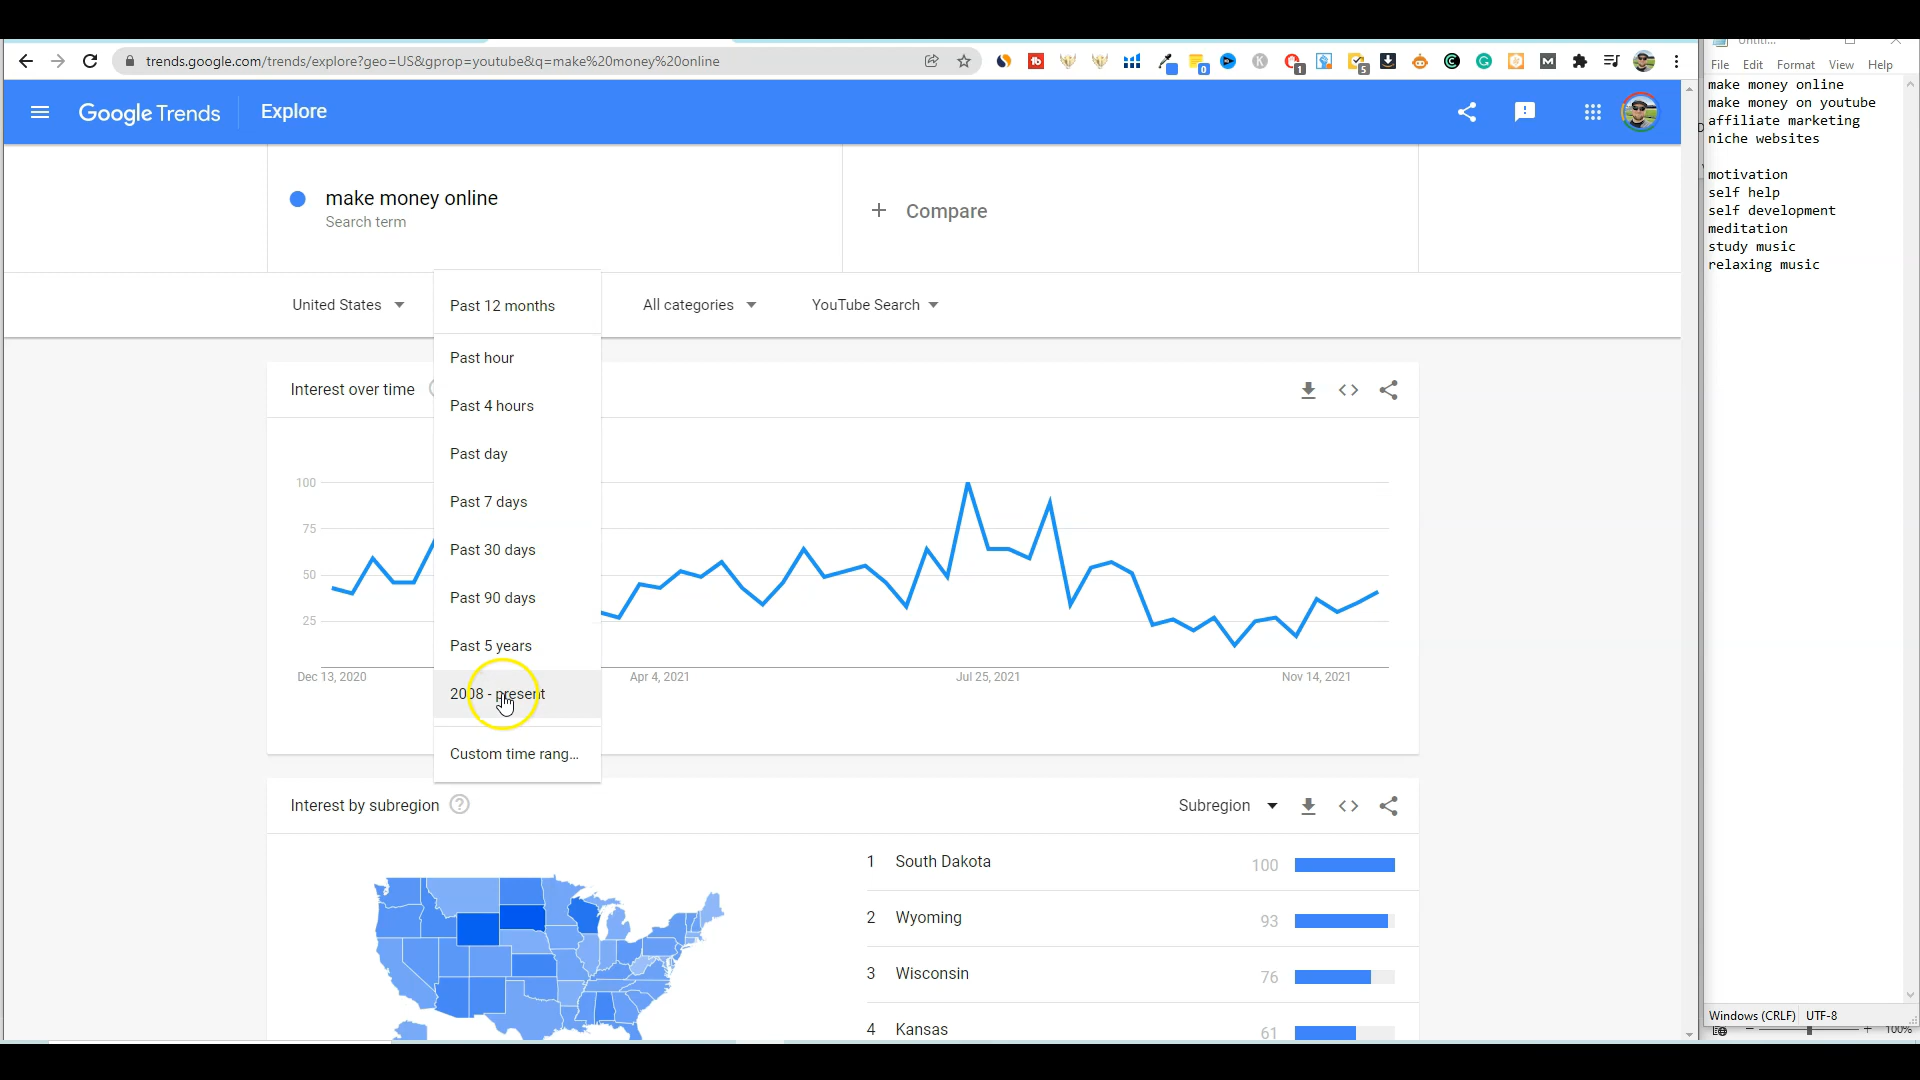 trends.google.com/trends/explore?geo=US&gprop=youtube&q=make%20money%20online
File Edit Format View Help
make money online
make money on youtube
affiliate marketing
niche websites
motivation
self help
self development
meditation
study music
relaxing music
Windows (CRLF) UTF-8
100%
Google Trends Explore
make money online
Search term
+ Compare
United States
Past 12 months
All categories
YouTube Search
Past hour
Past 4 hours
Past day
Past 7 days
Past 30 days
Past 90 days
Past 5 years
2008 - present
Custom time rang...
Interest over time
100
75
50
25
Dec 13, 2020
Apr 4, 2021
Jul 25, 2021
Nov 14, 2021
Interest by subregion
Subregion
1 South Dakota 100
2 Wyoming 93
3 Wisconsin 76
4 Kansas 61